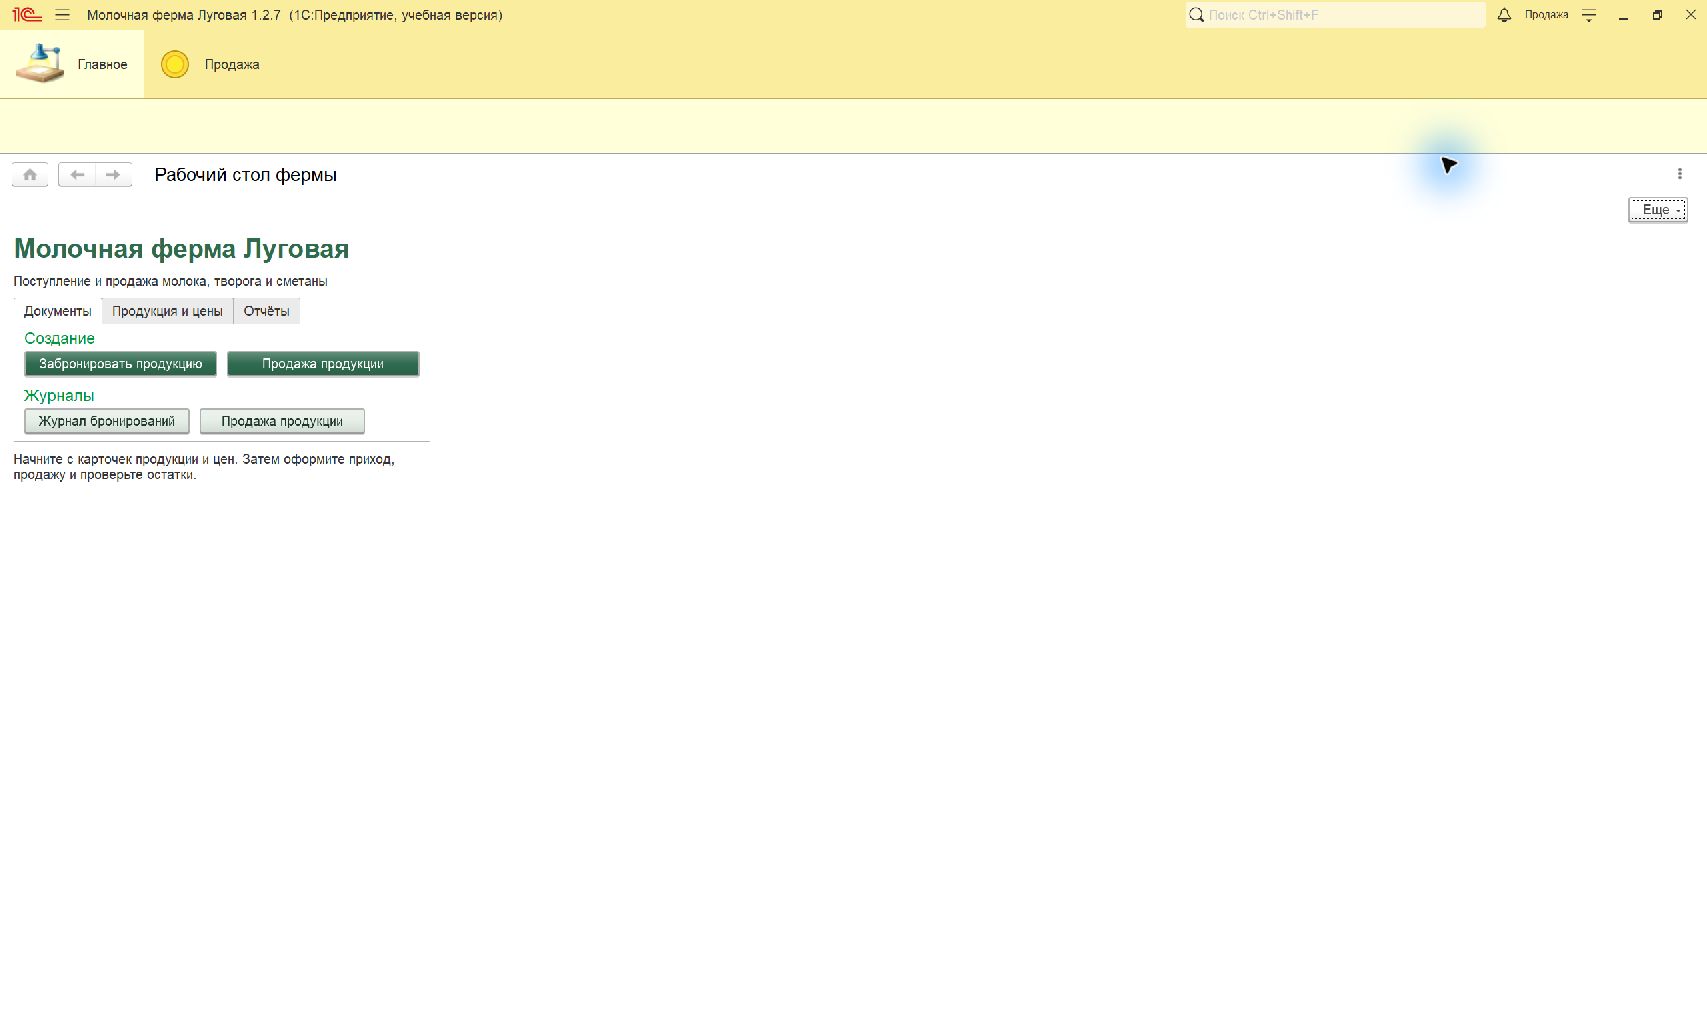 1С Молочная ферма Луговая 1.2.7 (1С:Предприятие, учебная версия) Поиск Ctrl+Shift+F Продажа
Главное Продажа
Рабочий стол фермы
Еще
Молочная ферма Луговая
Поступление и продажа молока, творога и сметаны
Документы Продукция и цены Отчёты
Создание
Забронировать продукцию Продажа продукции
Журналы
Журнал бронирований Продажа продукции
Начните с карточек продукции и цен. Затем оформите приход,
продажу и проверьте остатки.